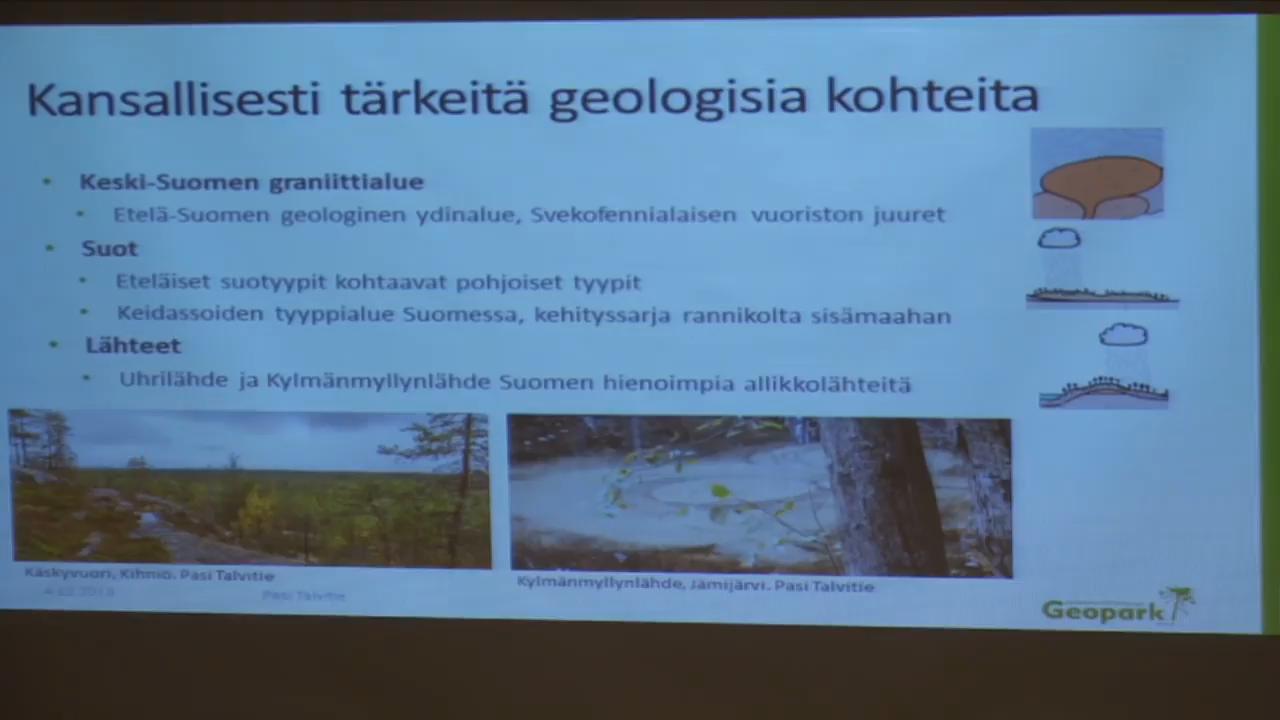 Kansallisesti tärkeitä geologisia kohteita
• Keski-Suomen graniittialue
• Etelä-Suomen geologinen ydinalue, Svekofennialaisen vuoriston juuret
• Suot
• Eteläiset suotyypit kohtaavat pohjoiset tyypit
• Keidassoiden tyyppialue Suomessa, kehityssarja rannikolta sisämaahan
• Lähteet
• Uhrilähde ja Kylmänmyllynlähde Suomen hienoimpia allikkolähteitä
Käskyvuori, Kihniö. Pasi Talvitie
Kylmänmyllynlähde, Jämijärvi. Pasi Talvitie
Pasi Talvitie
Geopark